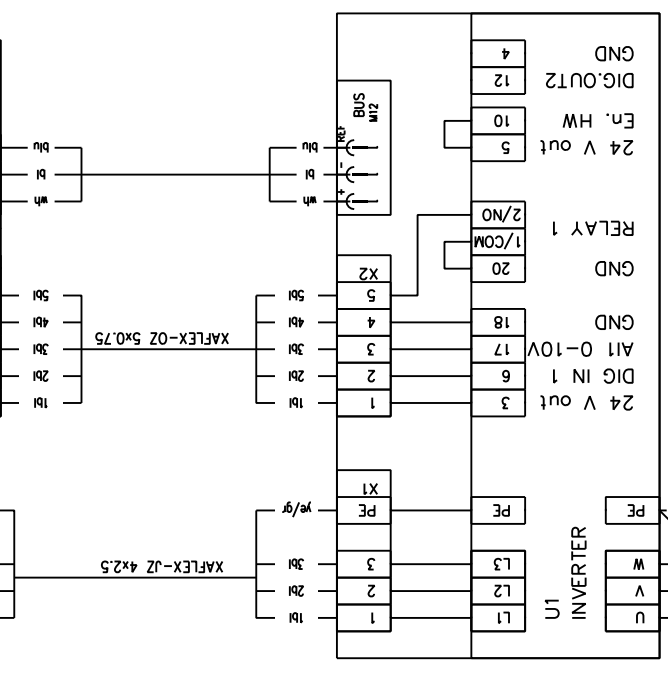 4 GND
12 DIG.OUT2
BUS
M12
10 En. HW
REF
blu blu 5 24 V out
bl bl -
wh wh +
2/NO
RELAY 1
1/COM
X2 20 GND
5bl 5bl 5
4bl 4bl 4 18 GND
XAFLEX-OZ 5x0.75
3bl 3bl 3 17 AI1 0-10V
2bl 2bl 2 6 DIG IN 1
1bl 1bl 1 3 24 V out
X1
ye/gr PE PE PE
U1
INVERTER
XAFLEX-JZ 4x2.5
3bl 3 L3 W
2bl 2 L2 V
1bl 1 L1 U